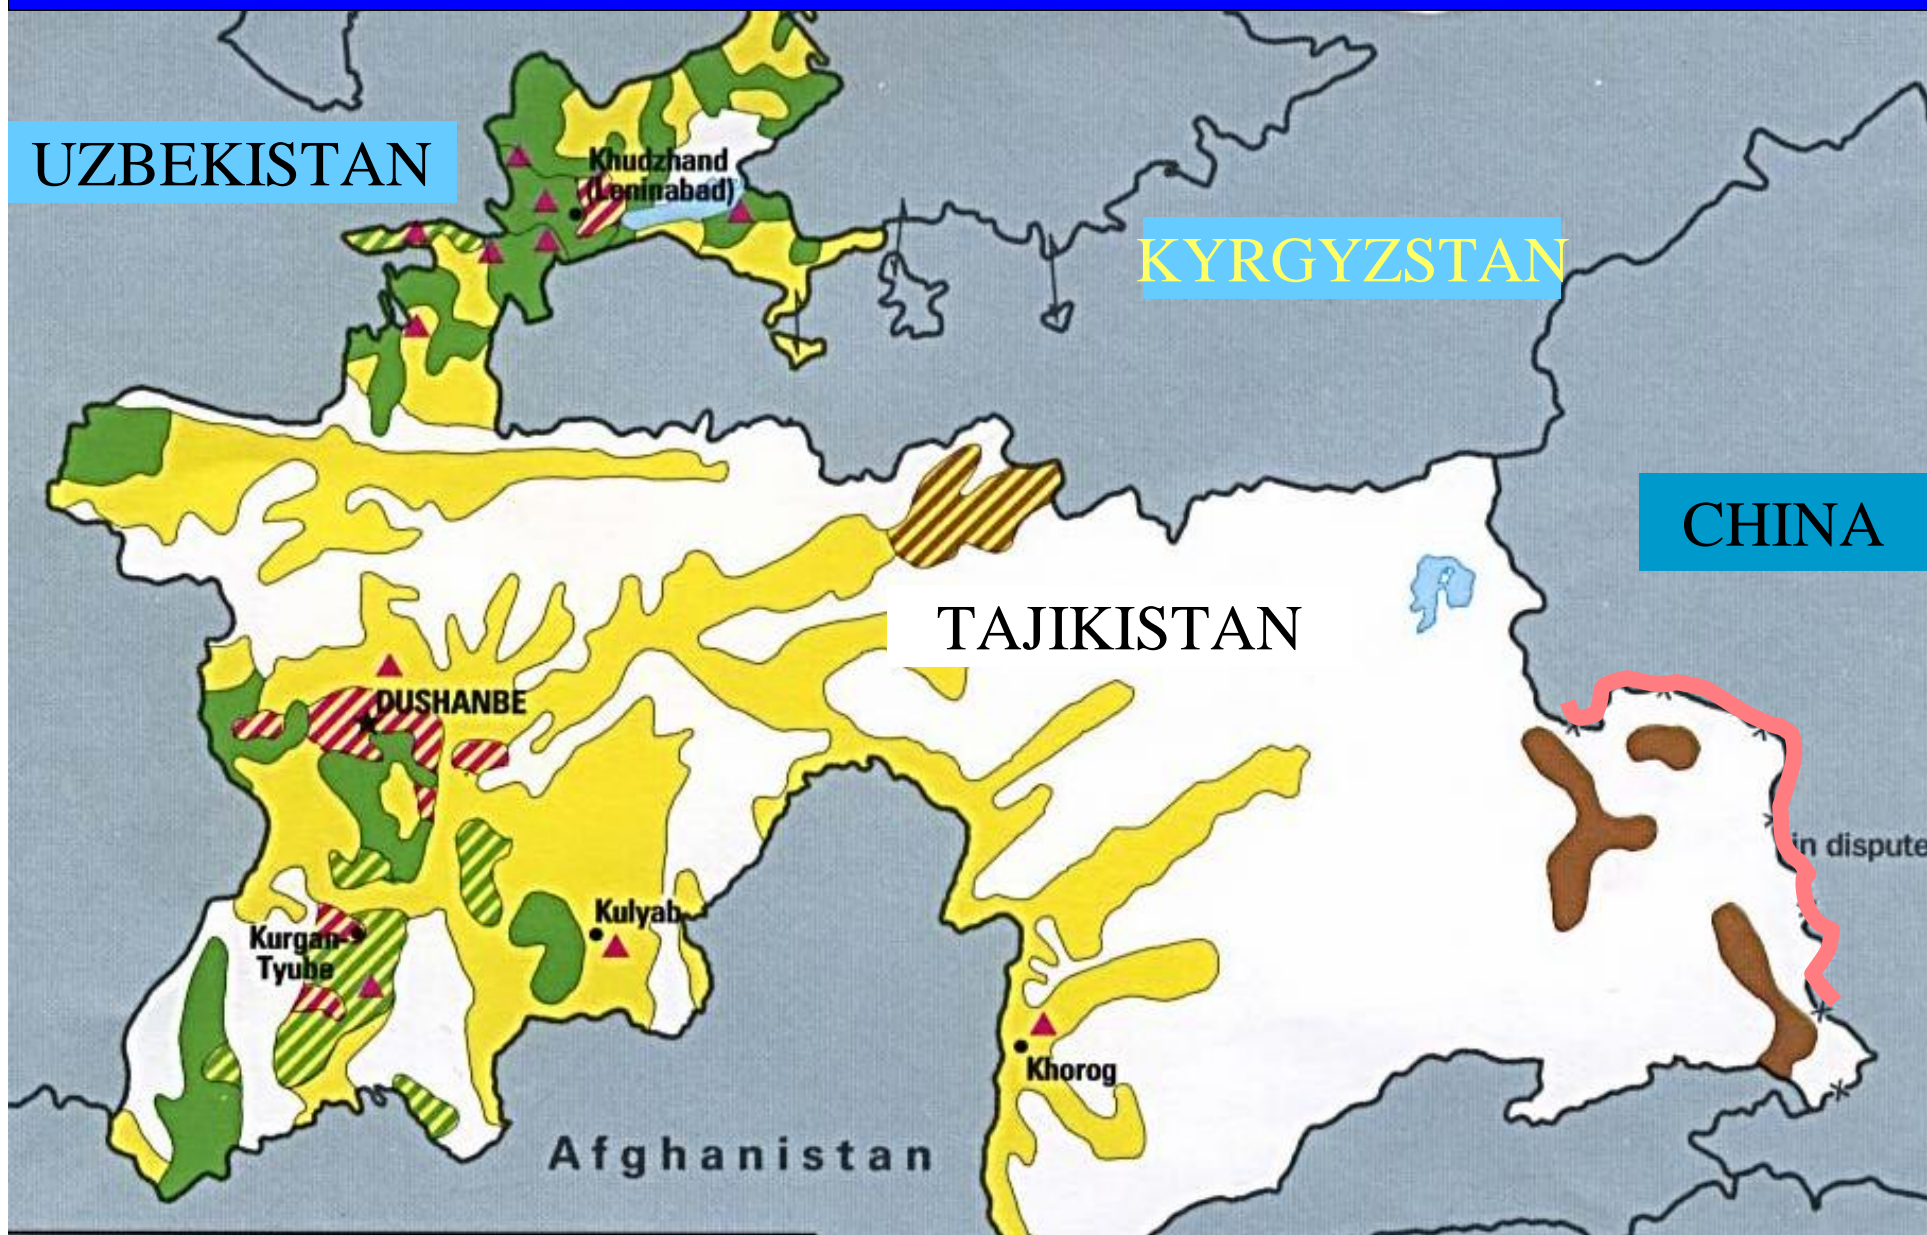 UZBEKISTAN
Khudzhand
(Leninabad)
KYRGYZSTAN
CHINA
TAJIKISTAN
DUSHANBE
in dispute
Kulyab
Kurgan-
Tyube
Khorog
Afghanistan